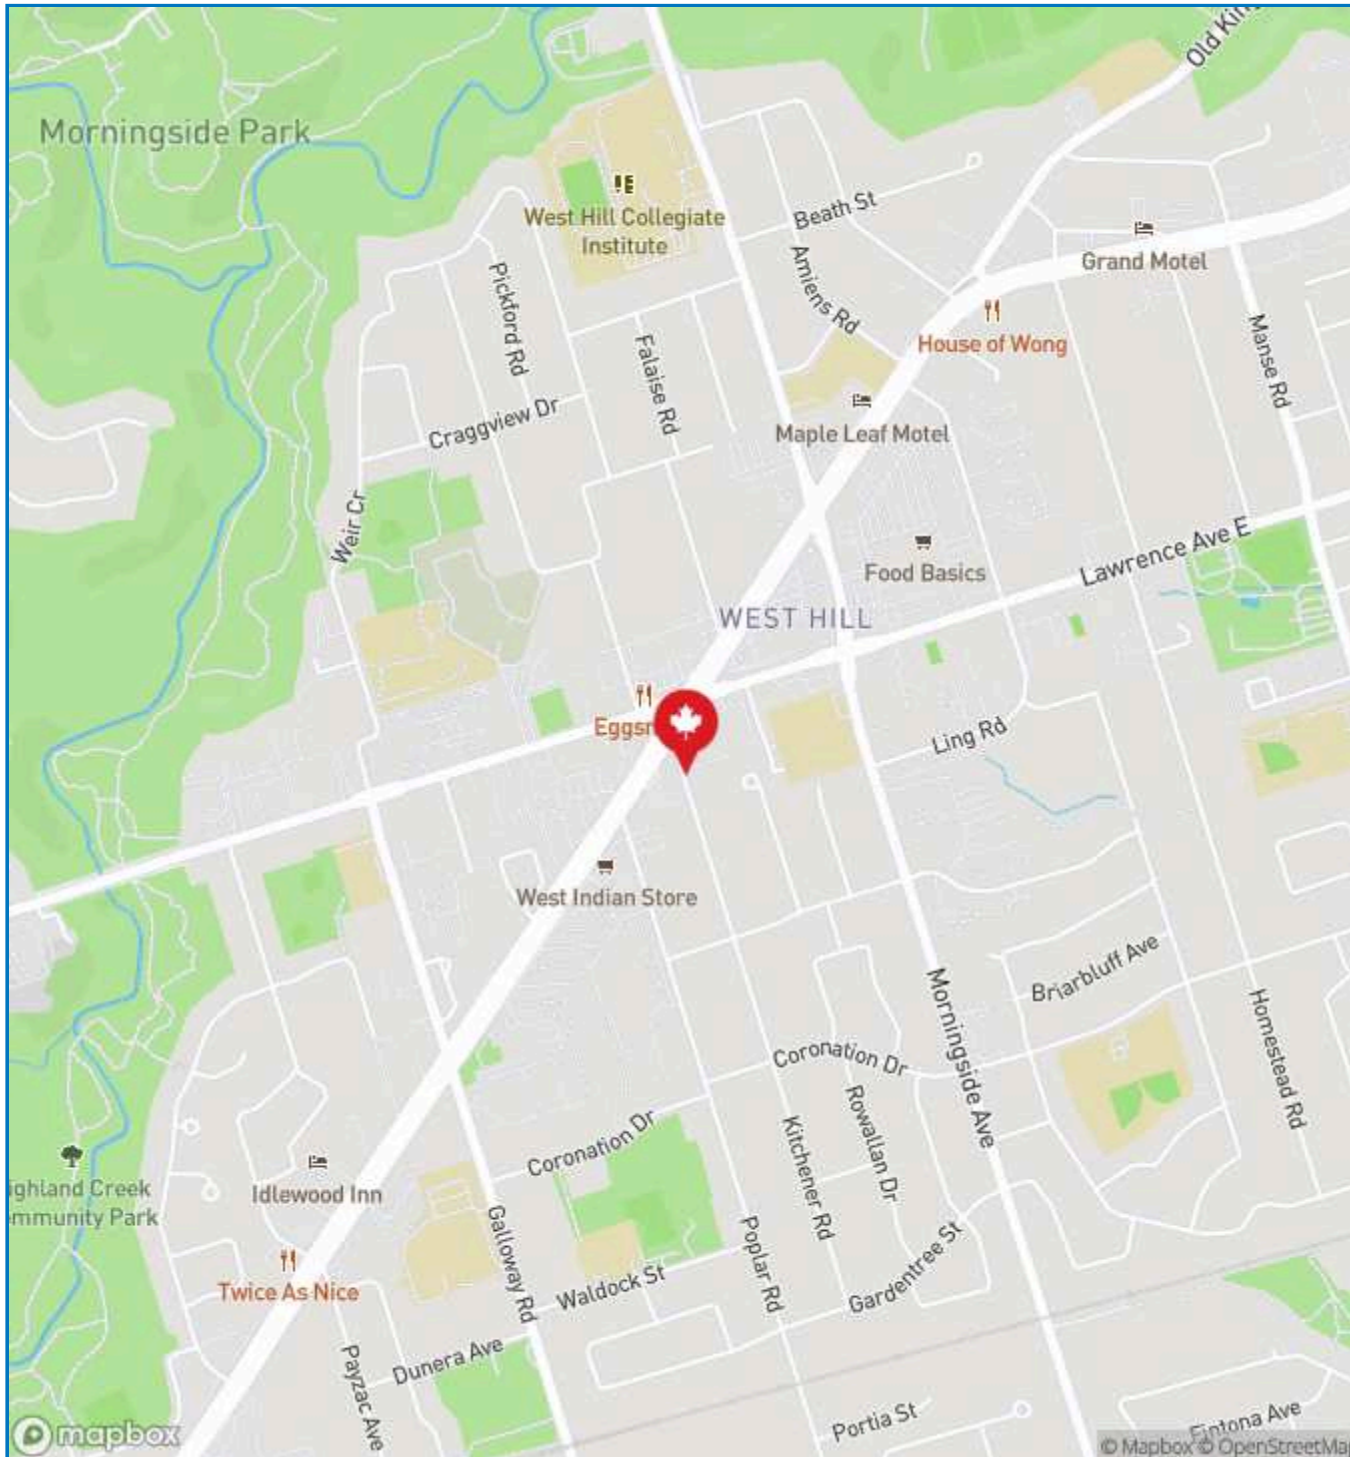 Old Kin
Morningside Park
West Hill Collegiate
Institute
Beath St
Grand Motel
Amiens Rd
Pickford Rd
House of Wong
Manse Rd
Falaise Rd
Craggview Dr
Maple Leaf Motel
Weir Cr
Lawrence Ave E
Food Basics
WEST HILL
Eggs
Ling Rd
West Indian Store
Briarbluff Ave
Morningside Ave
Homestead Rd
Coronation Dr
Rowallan Dr
Kitchener Rd
Coronation Dr
ighland Creek
mmunity Park
Idlewood Inn
Galloway Rd
Poplar Rd
Gardentree St
Waldock St
Twice As Nice
Dunera Ave
Payzac Ave
Portia St
Fintona Ave
mapbox
© Mapbox © OpenStreetMap